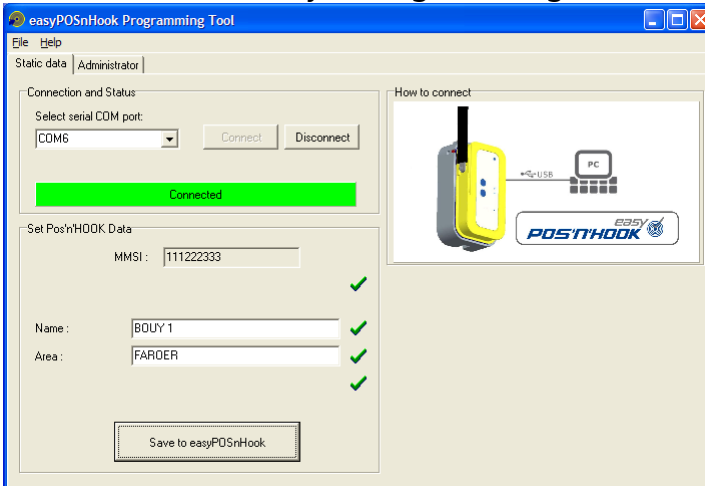 easyPOSnHook Programming Tool
File Help
Static data Administrator
Connection and Status
Select serial COM port:
COM6 Connect Disconnect
Connected
Set Pos'n'HOOK Data
MMSI : 111222333
Name : BOUY 1
Area : FAROER
Save to easyPOSnHook
How to connect
USB
PC
easy
POS'N'HOOK